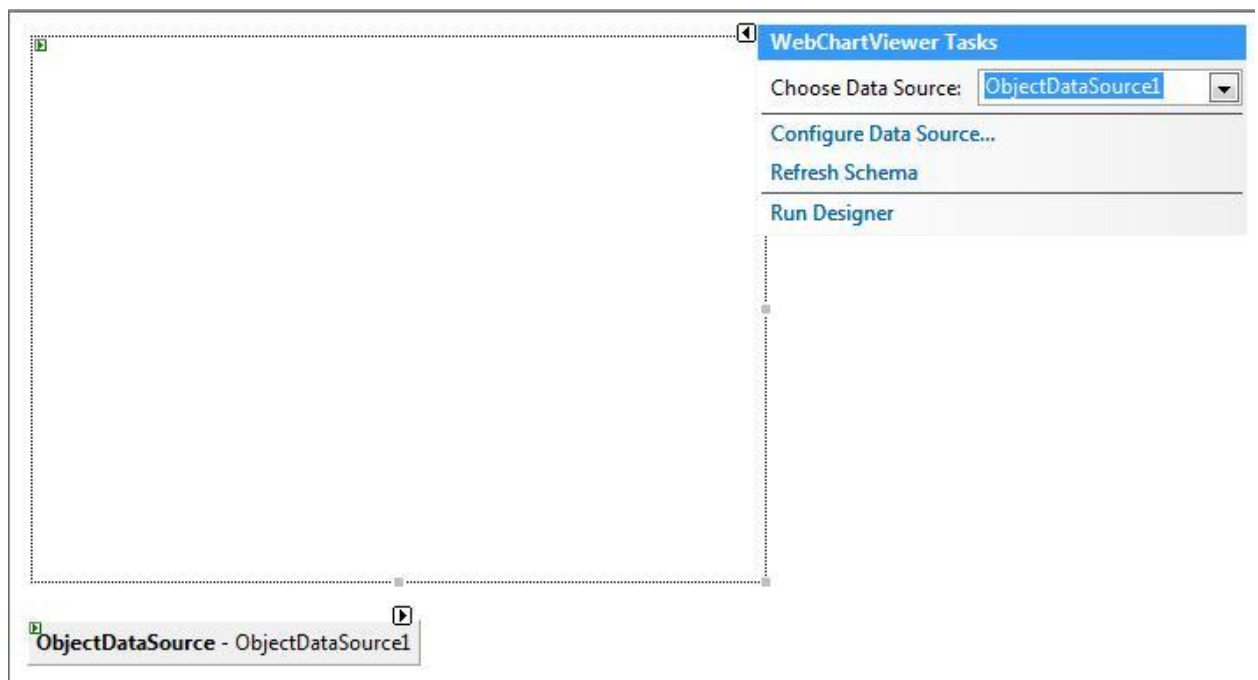 WebChartViewer Tasks
Choose Data Source: ObjectDataSource1
Configure Data Source...
Refresh Schema
Run Designer
ObjectDataSource - ObjectDataSource1